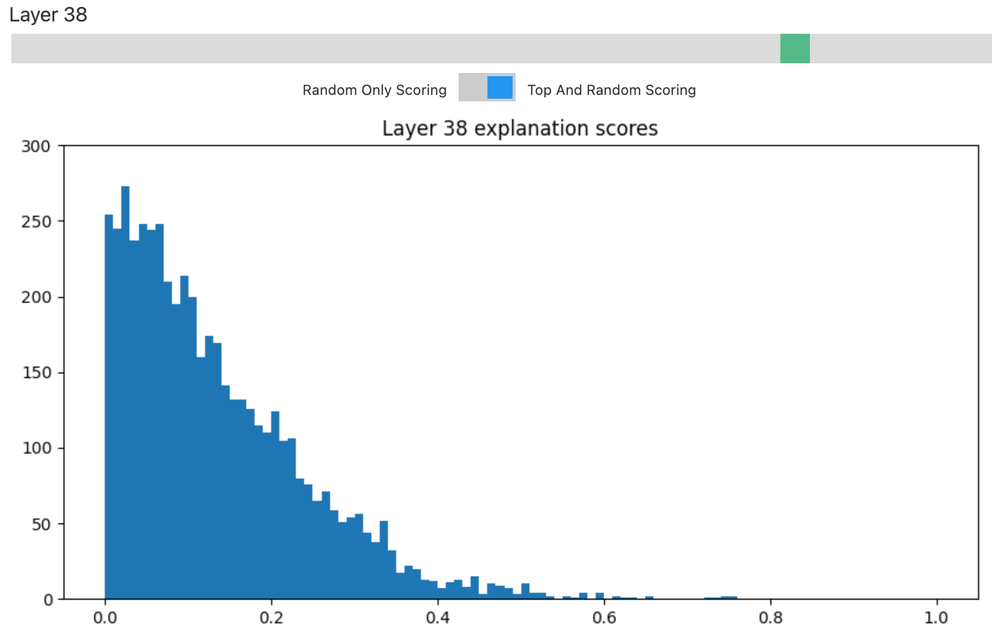 Layer 38
Random Only Scoring Top And Random Scoring
Layer 38 explanation scores
300
250
200
150
100
50
0
0.0 0.2 0.4 0.6 0.8 1.0